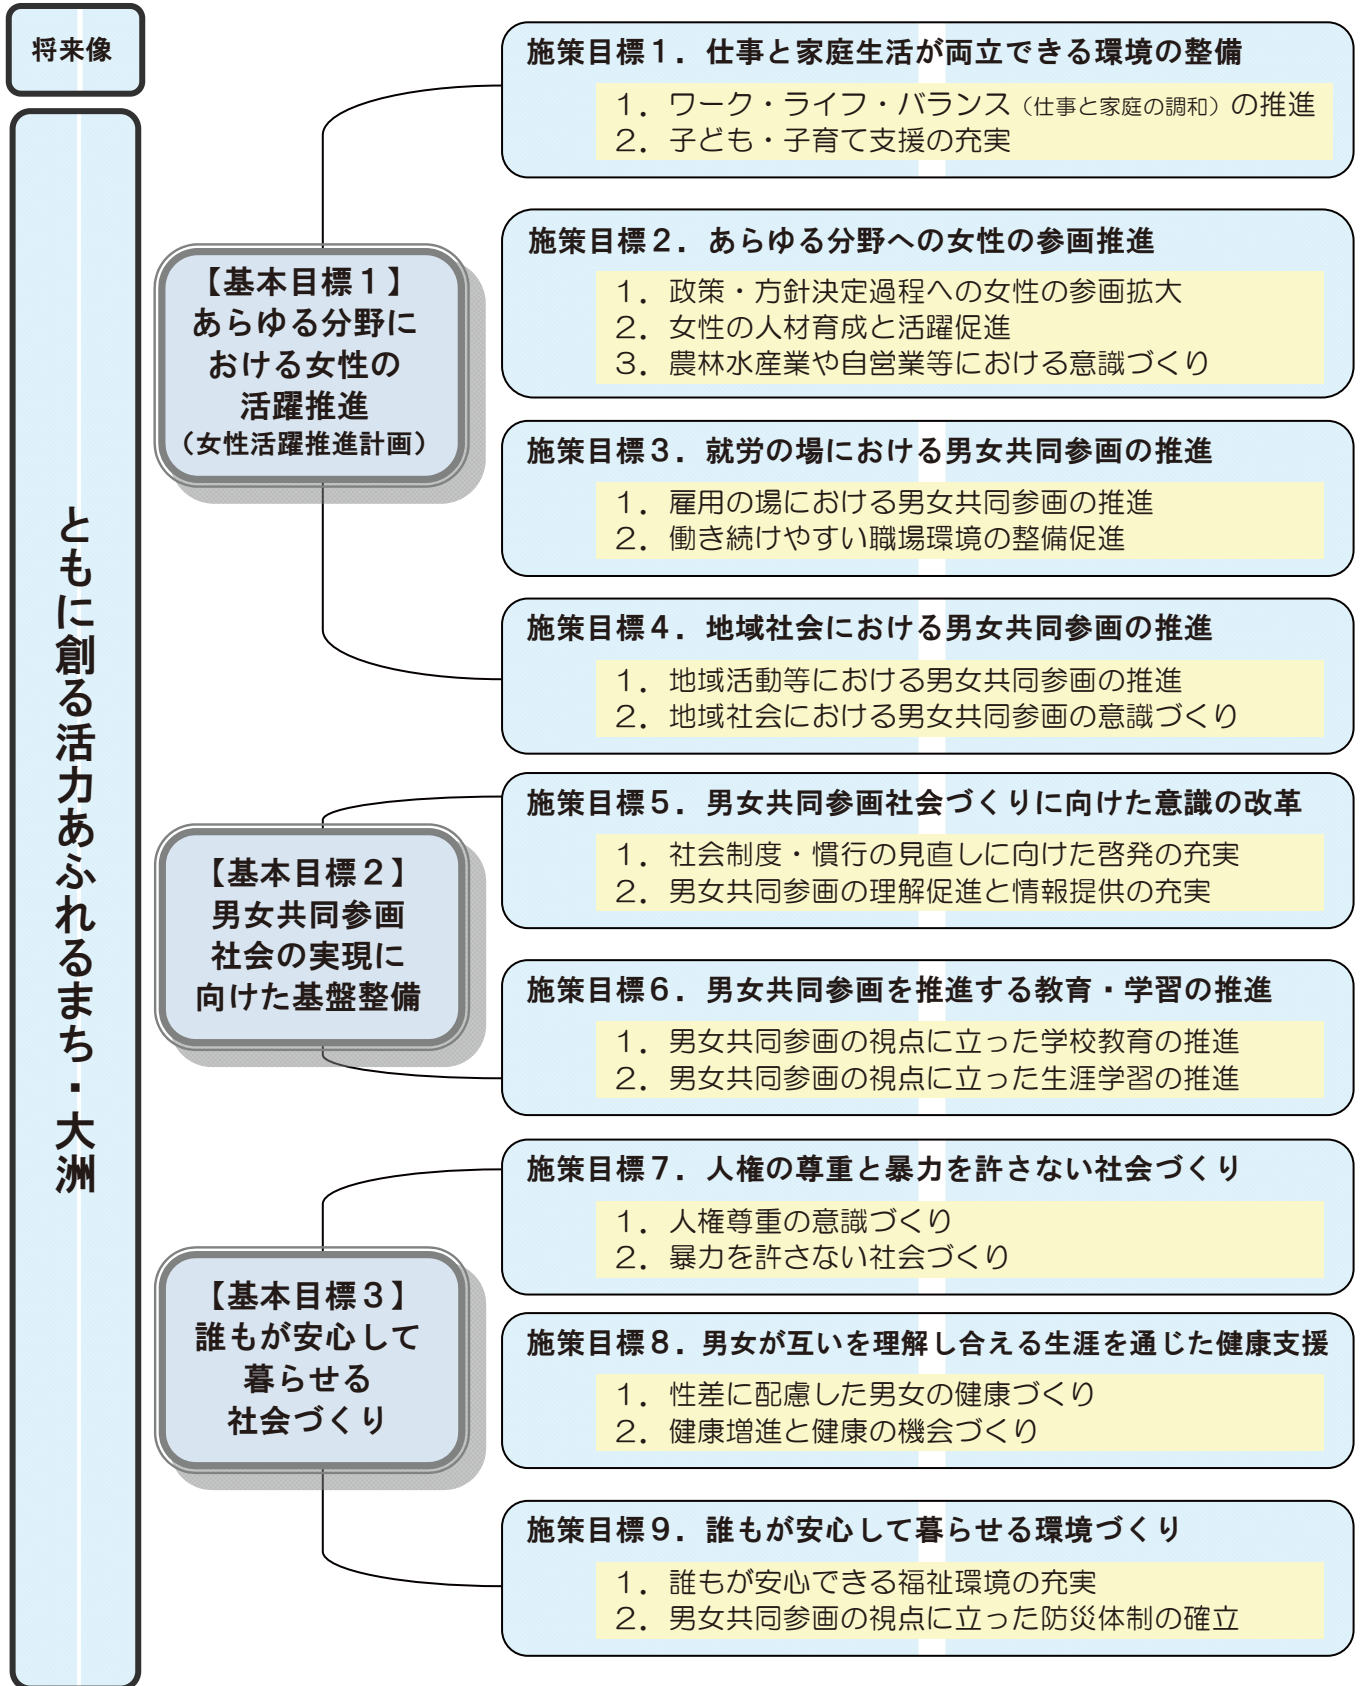 将来像
ともに創る活力あふれるまち・大洲
【基本目標１】
あらゆる分野に
おける女性の
活躍推進
（女性活躍推進計画）
施策目標１．仕事と家庭生活が両立できる環境の整備
１．ワーク・ライフ・バランス（仕事と家庭の調和）の推進
２．子ども・子育て支援の充実
施策目標２．あらゆる分野への女性の参画推進
１．政策・方針決定過程への女性の参画拡大
２．女性の人材育成と活躍促進
３．農林水産業や自営業等における意識づくり
施策目標３．就労の場における男女共同参画の推進
１．雇用の場における男女共同参画の推進
２．働き続けやすい職場環境の整備促進
施策目標４．地域社会における男女共同参画の推進
１．地域活動等における男女共同参画の推進
２．地域社会における男女共同参画の意識づくり
【基本目標２】
男女共同参画
社会の実現に
向けた基盤整備
施策目標５．男女共同参画社会づくりに向けた意識の改革
１．社会制度・慣行の見直しに向けた啓発の充実
２．男女共同参画の理解促進と情報提供の充実
施策目標６．男女共同参画を推進する教育・学習の推進
１．男女共同参画の視点に立った学校教育の推進
２．男女共同参画の視点に立った生涯学習の推進
【基本目標３】
誰もが安心して
暮らせる
社会づくり
施策目標７．人権の尊重と暴力を許さない社会づくり
１．人権尊重の意識づくり
２．暴力を許さない社会づくり
施策目標８．男女が互いを理解し合える生涯を通じた健康支援
１．性差に配慮した男女の健康づくり
２．健康増進と健康の機会づくり
施策目標９．誰もが安心して暮らせる環境づくり
１．誰もが安心できる福祉環境の充実
２．男女共同参画の視点に立った防災体制の確立